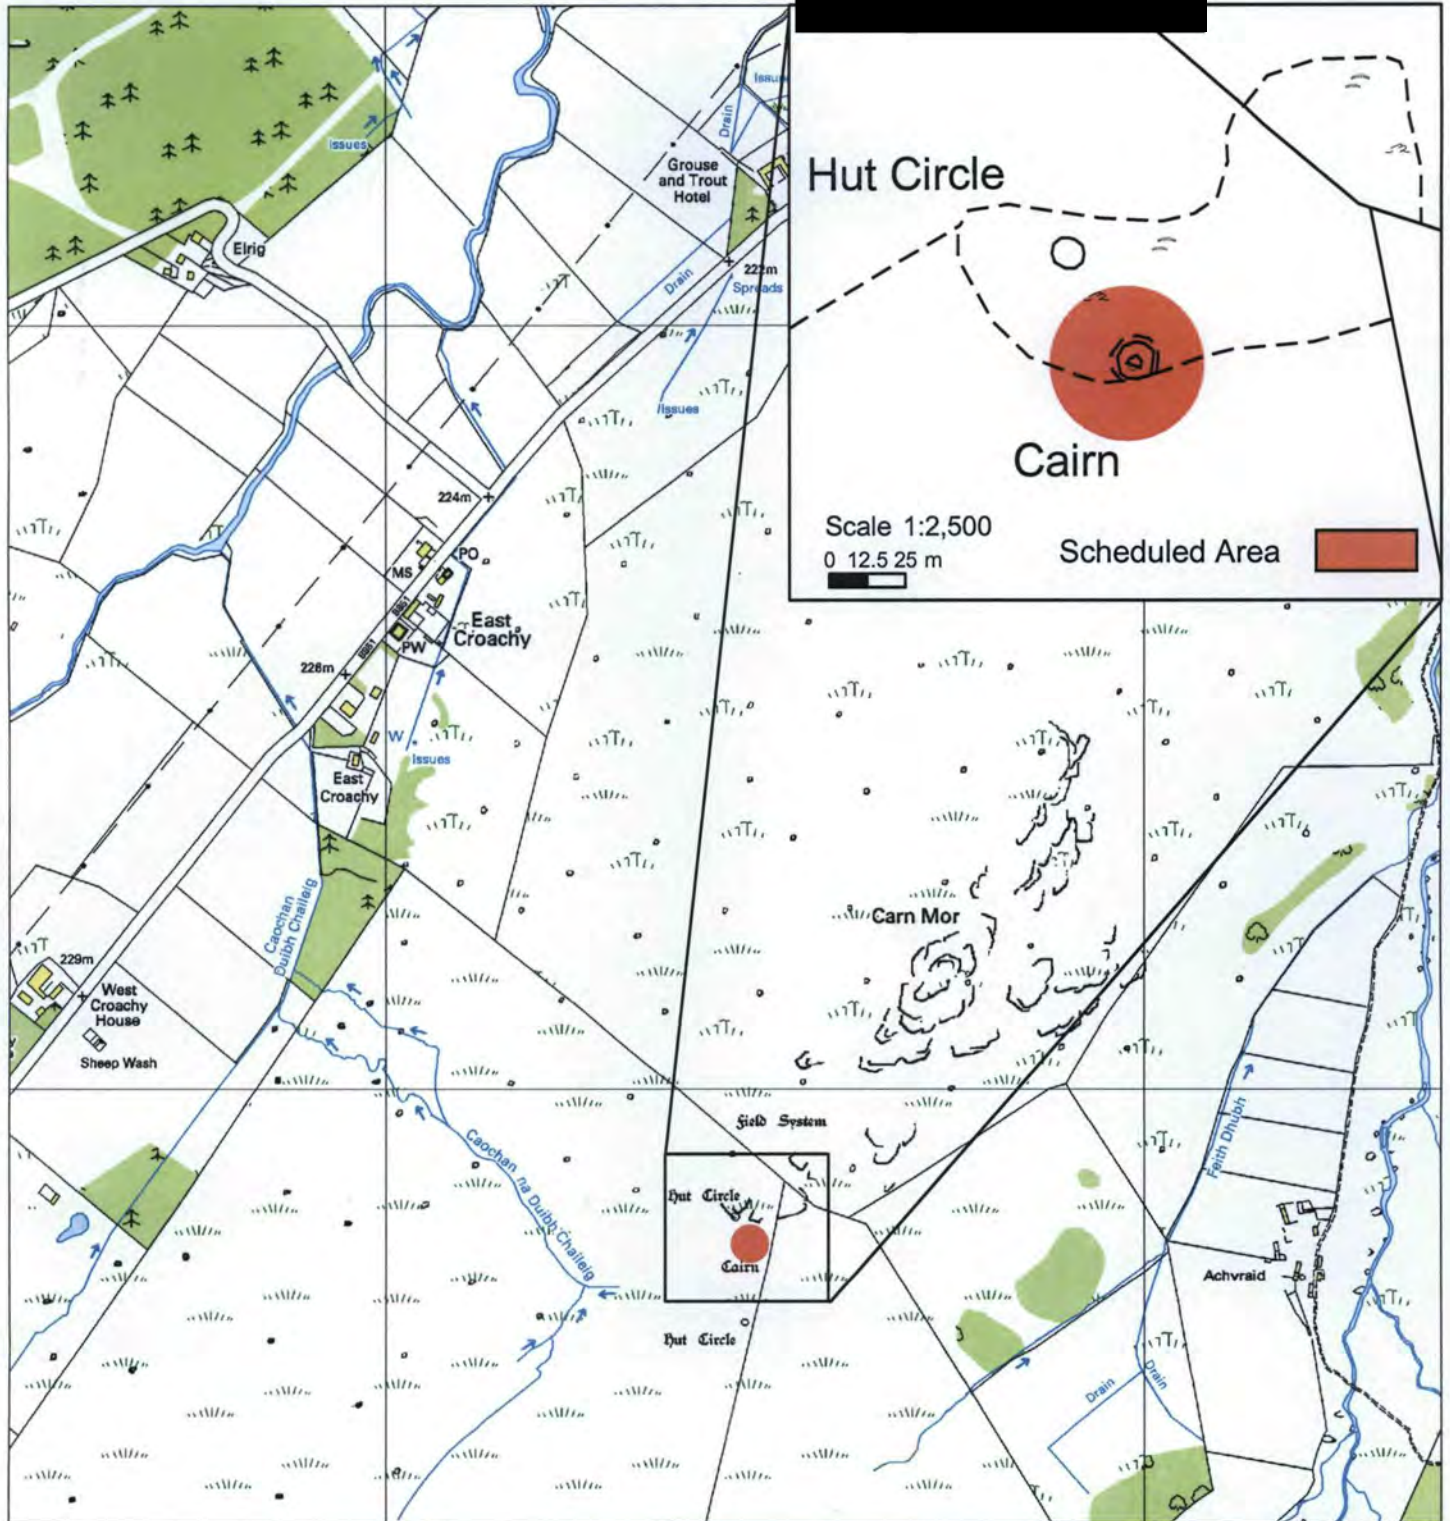 Issues
Issues
Drain
Grouse
and Trout
Hotel
Elrig
Drain
222m
Spreads
Issues
224m
PO
MS
B851
East
Croachy
PW
B851
226m
W
Issues
East
Croachy
Caochan
Duibh Chaileig
229m
West
Croachy
House
Sheep Wash
Carn Mor
Field System
Caochan na Duibh Chaileig
Hut Circle
Cairn
Hut Circle
Feith Dhubh
Achvraid
Drain
Drain
Hut Circle
Cairn
Scale 1:2,500
0 12.5 25 m
Scheduled Area